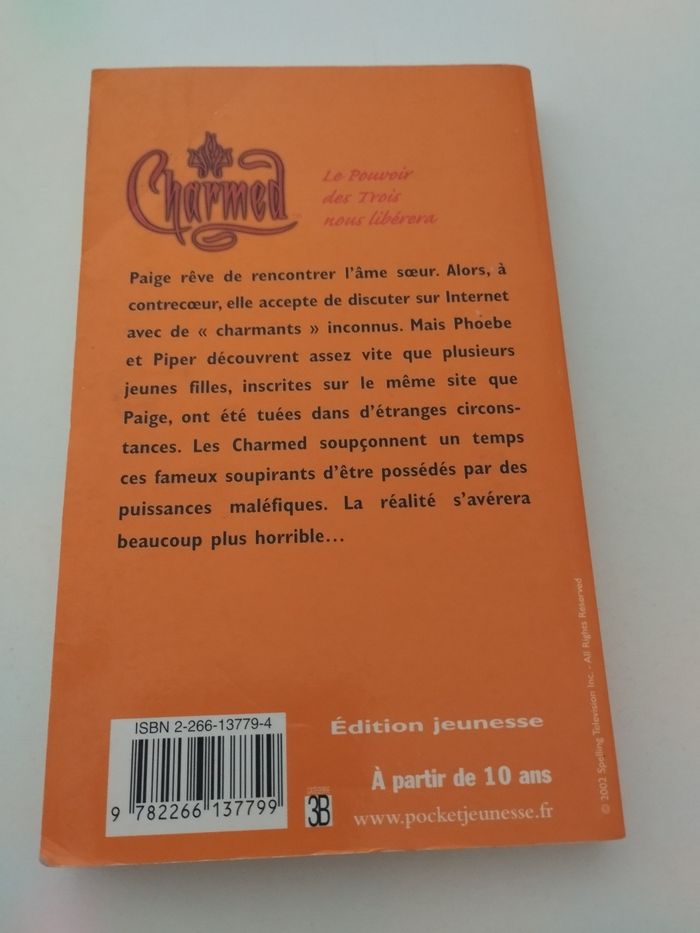 Charmed
Le Pouvoir
des Trois
nous libérera
Paige rêve de rencontrer l'âme sœur. Alors, à
contrecœur, elle accepte de discuter sur Internet
avec de « charmants » inconnus. Mais Phoebe
et Piper découvrent assez vite que plusieurs
jeunes filles, inscrites sur le même site que
Paige, ont été tuées dans d'étranges circons-
tances. Les Charmed soupçonnent un temps
ces fameux soupirants d'être possédés par des
puissances maléfiques. La réalité s'avérera
beaucoup plus horrible…
© 2002 Spelling Television Inc. - All Rights Reserved
ISBN 2-266-13779-4
9 782266 137799
3B
Édition jeunesse
À partir de 10 ans
www.pocketjeunesse.fr